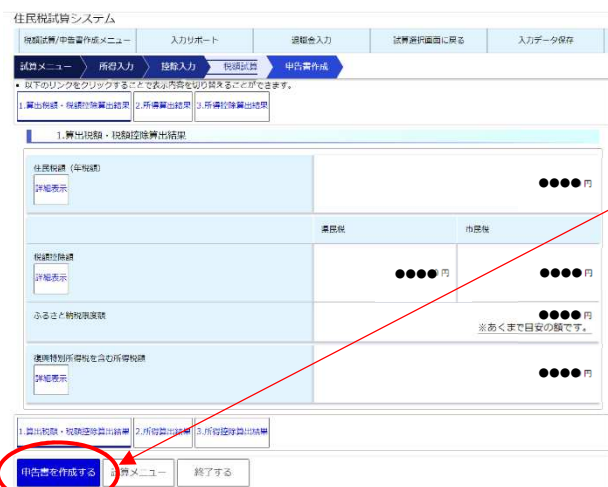 住民税試算システム
税額試算/申告書作成メニュー 入力サポート 退職金入力 試算選択画面に戻る 入力データ保存
試算メニュー 所得入力 控除入力 税額試算 申告書作成
• 以下のリンクをクリックすることで表示内容を切り替えることができます。
1.算出税額・税額控除算出結果 2.所得算出結果 3.所得控除算出結果
1.算出税額・税額控除算出結果
住民税額（年税額）
詳細表示
●●●●円
県民税 市民税
税額控除額
詳細表示
●●●●円 ●●●●円
ふるさと納税限度額
●●●●円
※あくまで目安の額です。
復興特別所得税を含む所得税額
詳細表示
●●●●円
1.算出税額・税額控除算出結果 2.所得算出結果 3.所得控除算出結果
申告書を作成する 試算メニュー 終了する